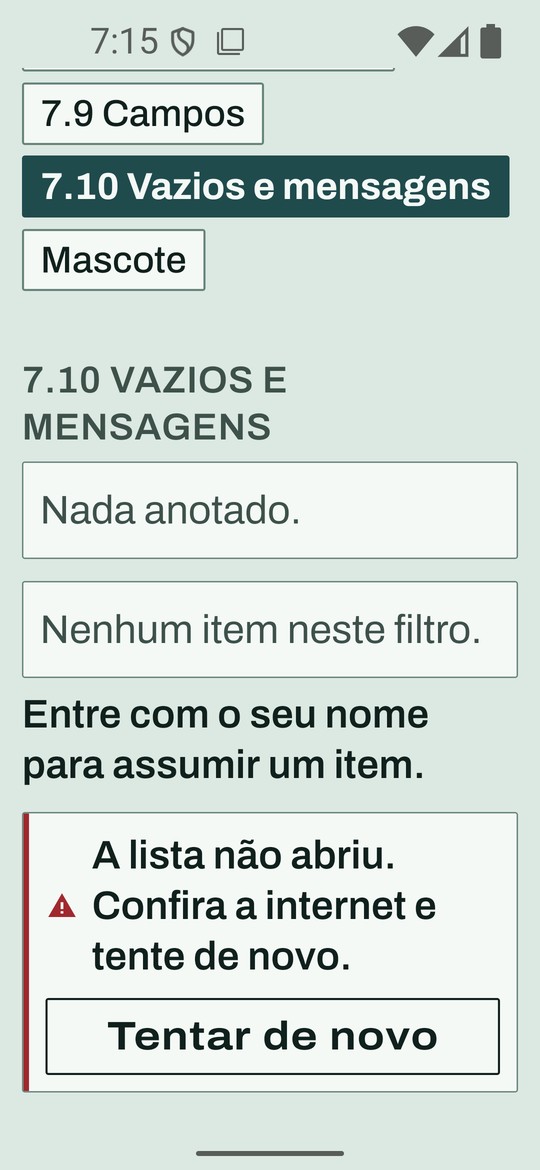 7:15
7.9 Campos
7.10 Vazios e mensagens
Mascote
7.10 VAZIOS E
MENSAGENS
Nada anotado.
Nenhum item neste filtro.
Entre com o seu nome
para assumir um item.
A lista não abriu.
Confira a internet e
tente de novo.
Tentar de novo